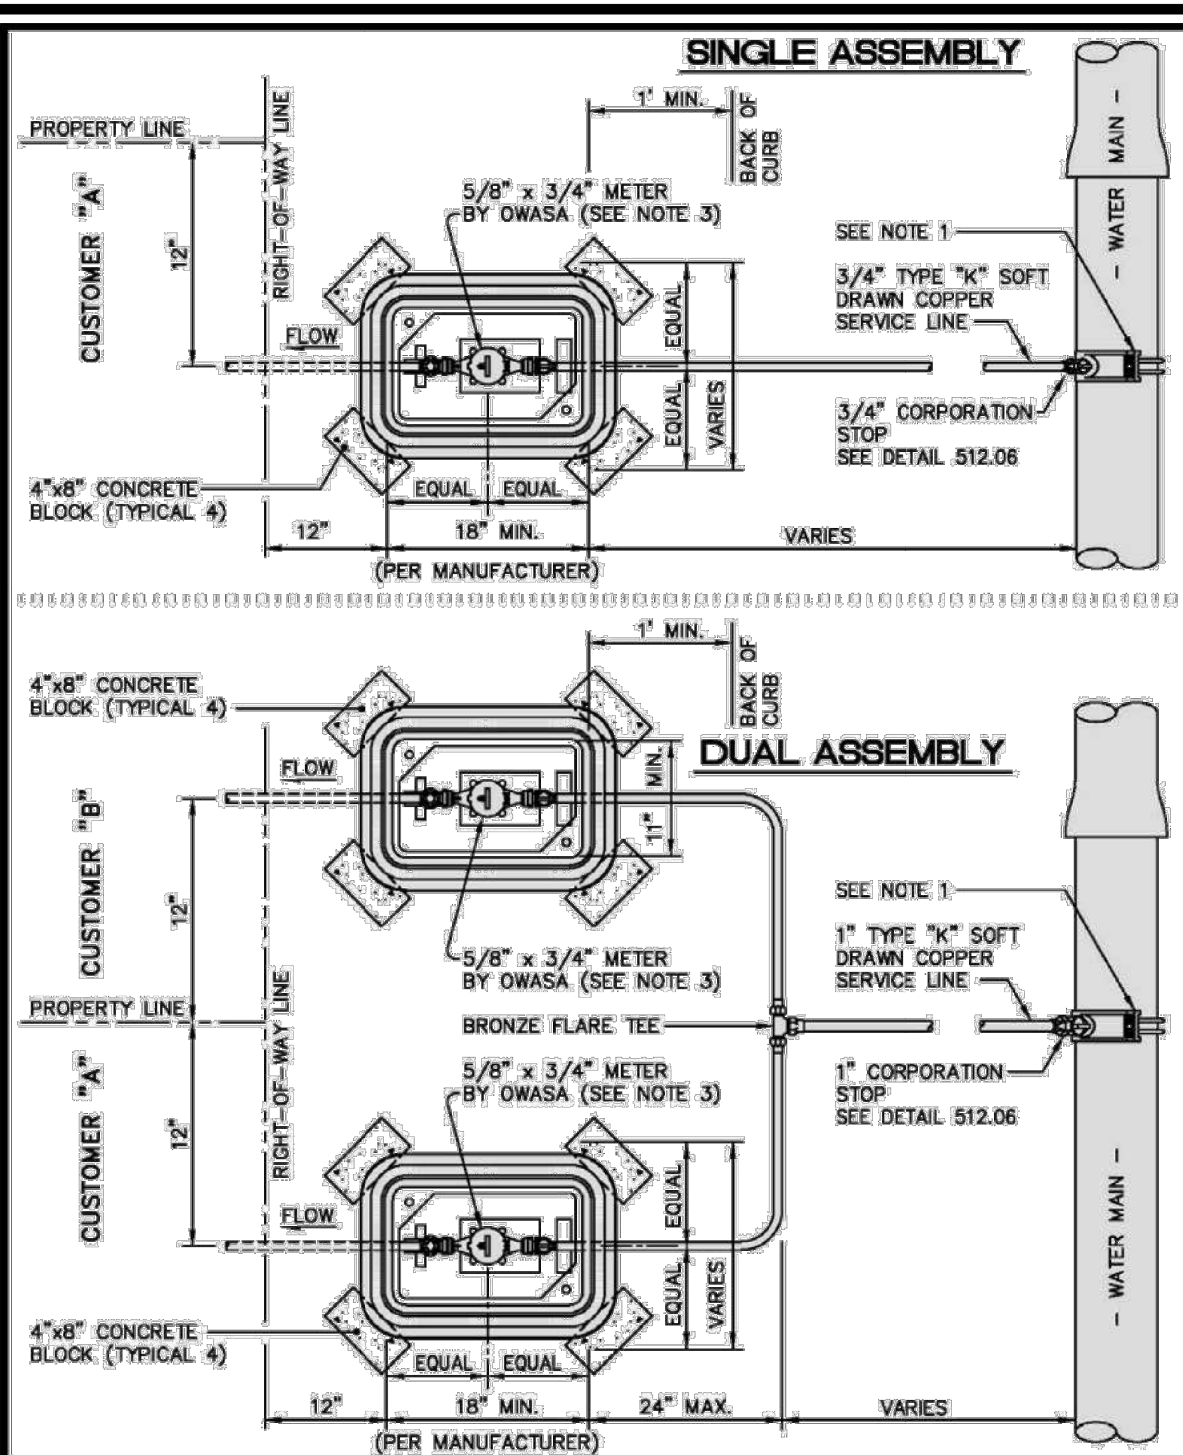 SINGLE ASSEMBLY
1' MIN.
BACK OF
CURB
PROPERTY LINE
RIGHT-OF-WAY LINE
CUSTOMER "A"
12"
5/8" x 3/4" METER
BY OWASA (SEE NOTE 3)
- WATER MAIN -
SEE NOTE 1
3/4" TYPE "K" SOFT
DRAWN COPPER
SERVICE LINE
FLOW
EQUAL
EQUAL
VARIES
3/4" CORPORATION
STOP
SEE DETAIL 512.06
4"x8" CONCRETE
BLOCK (TYPICAL 4)
EQUAL
EQUAL
12"
18" MIN.
VARIES
(PER MANUFACTURER)
1' MIN.
BACK OF
CURB
4"x8" CONCRETE
BLOCK (TYPICAL 4)
DUAL ASSEMBLY
FLOW
11" MIN.
CUSTOMER "B"
12"
SEE NOTE 1
1" TYPE "K" SOFT
DRAWN COPPER
SERVICE LINE
5/8" x 3/4" METER
BY OWASA (SEE NOTE 3)
PROPERTY LINE
RIGHT-OF-WAY LINE
BRONZE FLARE TEE
5/8" x 3/4" METER
BY OWASA (SEE NOTE 3)
1" CORPORATION
STOP
SEE DETAIL 512.06
CUSTOMER "A"
12"
- WATER MAIN -
FLOW
EQUAL
EQUAL
VARIES
4"x8" CONCRETE
BLOCK (TYPICAL 4)
EQUAL
EQUAL
12"
18" MIN.
24" MAX.
VARIES
(PER MANUFACTURER)